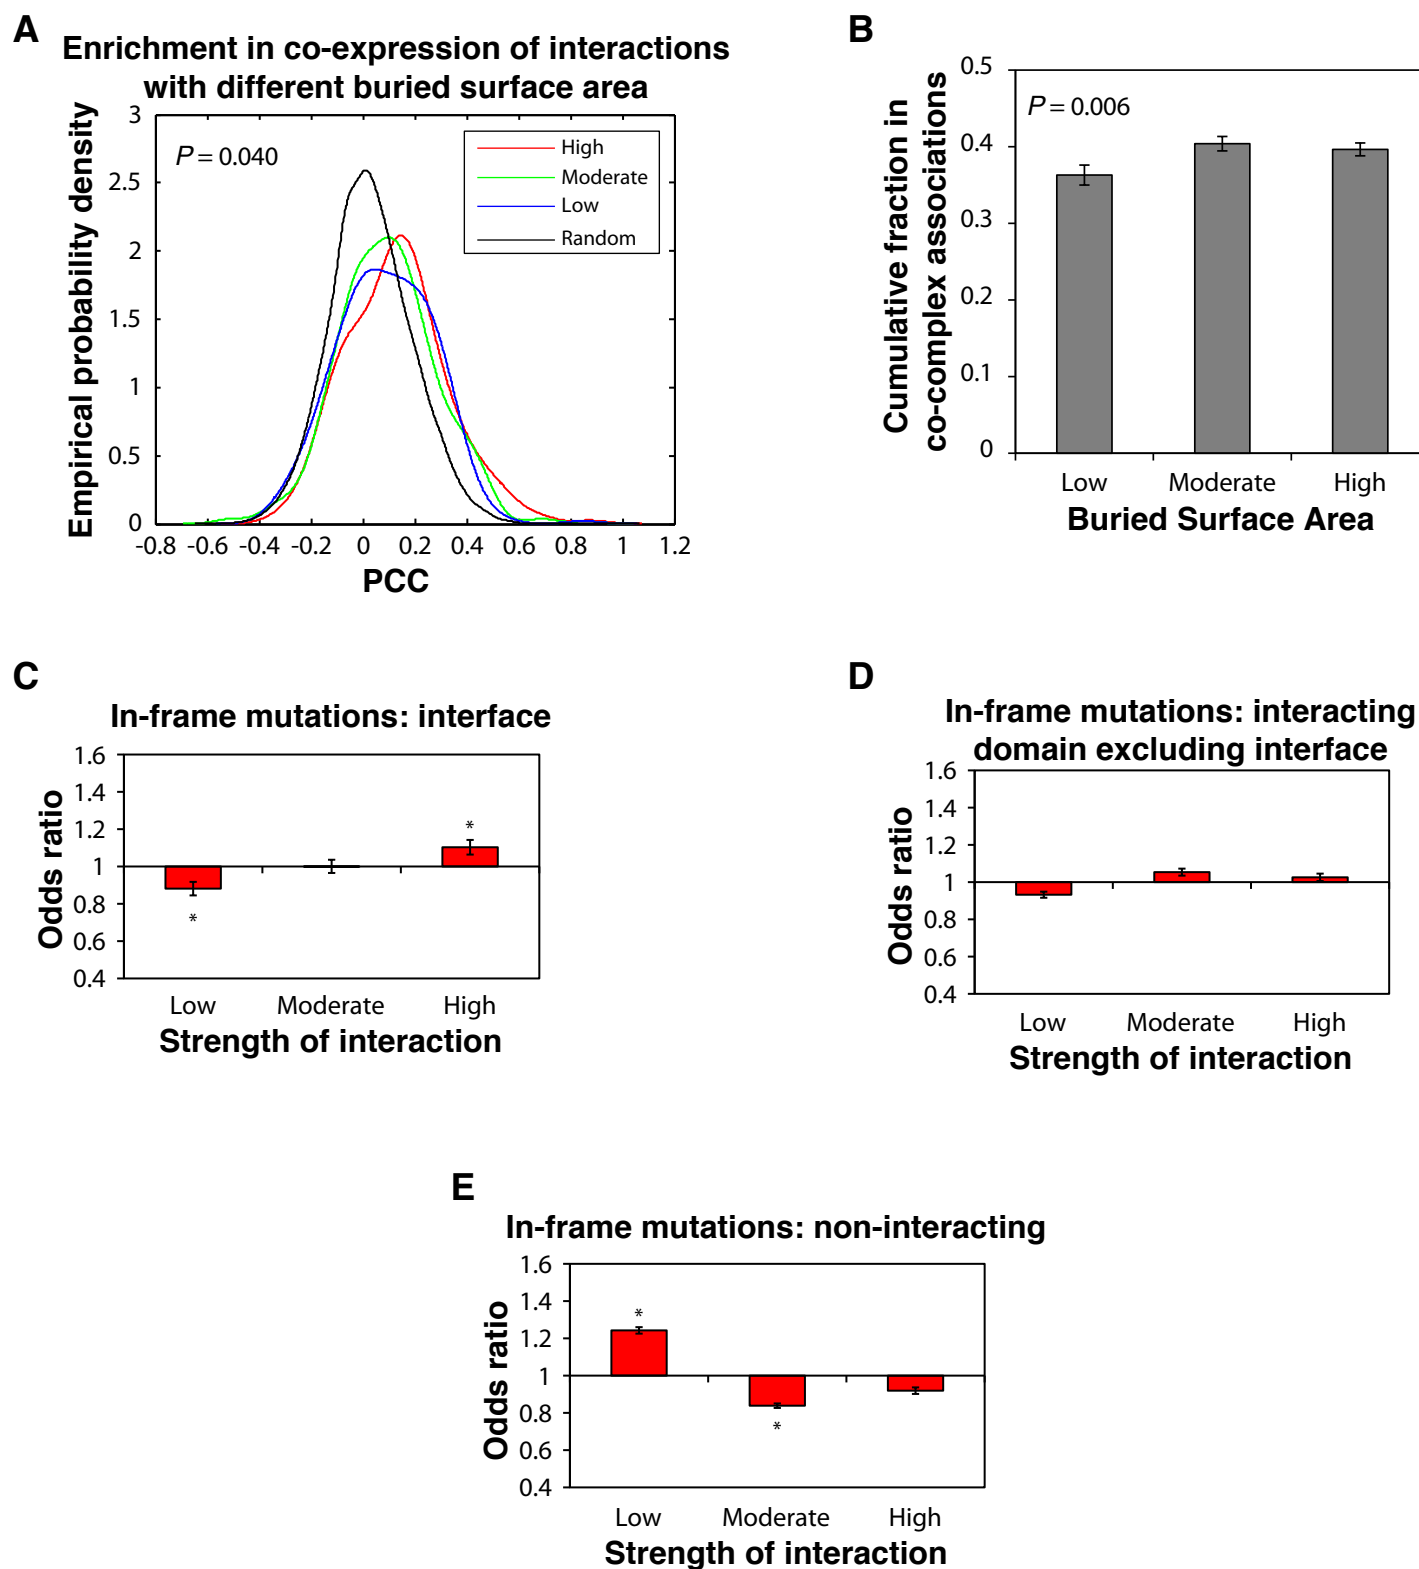 A
Enrichment in co-expression of interactions
with different buried surface area
Empirical probability density
3
2.5
2
1.5
1
0.5
0
P = 0.040
High
Moderate
Low
Random
-0.8 -0.6 -0.4 -0.2 0 0.2 0.4 0.6 0.8 1 1.2
PCC
B
Cumulative fraction in
co-complex associations
0.5
0.4
0.3
0.2
0.1
0
P = 0.006
Low Moderate High
Buried Surface Area
C
In-frame mutations: interface
Odds ratio
1.6
1.4
1.2
1
0.8
0.6
0.4
*
*
Low Moderate High
Strength of interaction
D
In-frame mutations: interacting
domain excluding interface
Odds ratio
1.6
1.4
1.2
1
0.8
0.6
0.4
Low Moderate High
Strength of interaction
E
In-frame mutations: non-interacting
Odds ratio
1.6
1.4
1.2
1
0.8
0.6
0.4
*
*
Low Moderate High
Strength of interaction